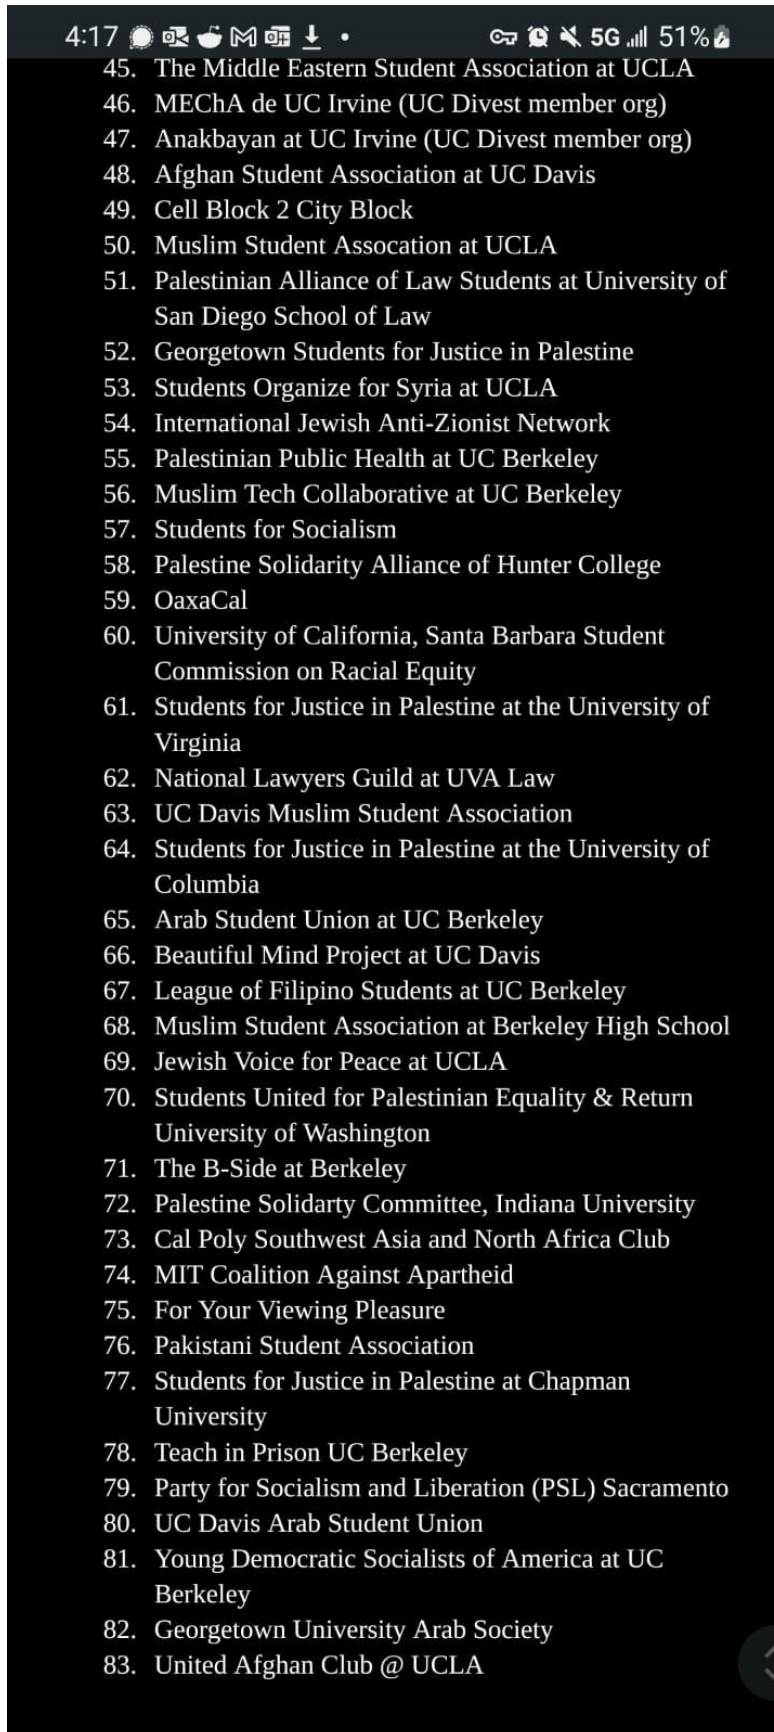 4:17
5G 51%
45. The Middle Eastern Student Association at UCLA
46. MEChA de UC Irvine (UC Divest member org)
47. Anakbayan at UC Irvine (UC Divest member org)
48. Afghan Student Association at UC Davis
49. Cell Block 2 City Block
50. Muslim Student Assocation at UCLA
51. Palestinian Alliance of Law Students at University of
San Diego School of Law
52. Georgetown Students for Justice in Palestine
53. Students Organize for Syria at UCLA
54. International Jewish Anti-Zionist Network
55. Palestinian Public Health at UC Berkeley
56. Muslim Tech Collaborative at UC Berkeley
57. Students for Socialism
58. Palestine Solidarity Alliance of Hunter College
59. OaxaCal
60. University of California, Santa Barbara Student
Commission on Racial Equity
61. Students for Justice in Palestine at the University of
Virginia
62. National Lawyers Guild at UVA Law
63. UC Davis Muslim Student Association
64. Students for Justice in Palestine at the University of
Columbia
65. Arab Student Union at UC Berkeley
66. Beautiful Mind Project at UC Davis
67. League of Filipino Students at UC Berkeley
68. Muslim Student Association at Berkeley High School
69. Jewish Voice for Peace at UCLA
70. Students United for Palestinian Equality & Return
University of Washington
71. The B-Side at Berkeley
72. Palestine Solidarty Committee, Indiana University
73. Cal Poly Southwest Asia and North Africa Club
74. MIT Coalition Against Apartheid
75. For Your Viewing Pleasure
76. Pakistani Student Association
77. Students for Justice in Palestine at Chapman
University
78. Teach in Prison UC Berkeley
79. Party for Socialism and Liberation (PSL) Sacramento
80. UC Davis Arab Student Union
81. Young Democratic Socialists of America at UC
Berkeley
82. Georgetown University Arab Society
83. United Afghan Club @ UCLA